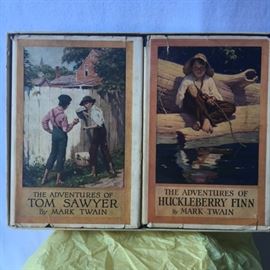 THE ADVENTURES OF
TOM SAWYER
By MARK TWAIN
THE ADVENTURES OF
HUCKLEBERRY FINN
By MARK TWAIN